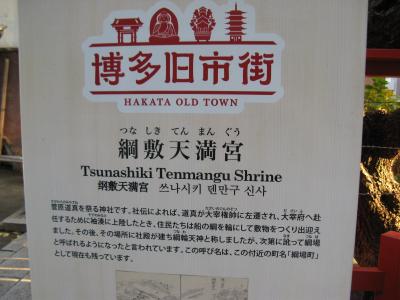 博多旧市街
HAKATA OLD TOWN
つな しき てん まん ぐう
綱敷天満宮
Tsunashiki Tenmangu Shrine
纲敷天满宫 쓰나시키 덴만구 신사
菅原道真を祭る神社です。社伝によれば、道真が大宰権帥に左遷され、大宰府へ赴
任するために袖湊に上陸したとき、住民たちは船の綱を輪にして敷物をつくり出迎え
ました。その後、その場所に社殿が建ち綱輪天神と称しましたが、次第に訛って綱場
と呼ばれるようになったと言われています。この呼び名は、この付近の町名「綱場町」
として現在も残っています。